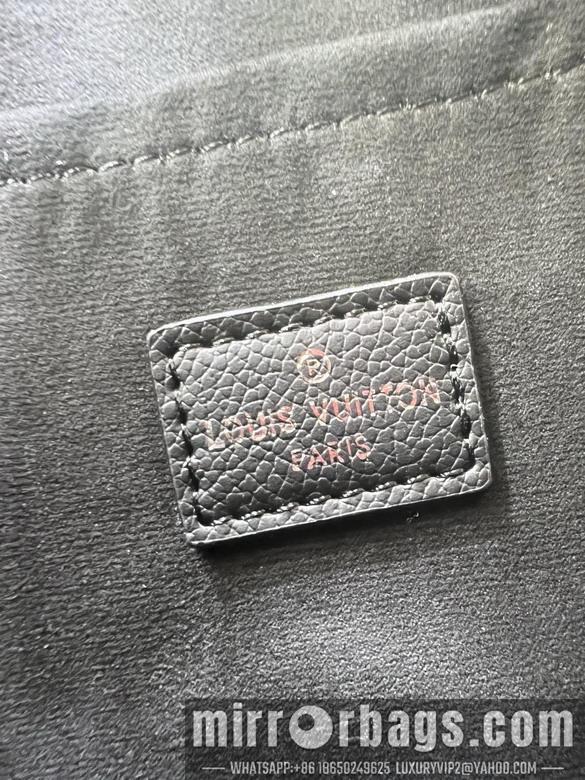 ®
LOUIS VUITTON
PARIS
mirrorbags.com
WHATSAPP:+86 18650249625 LUXURYVIP2@YAHOO.COM